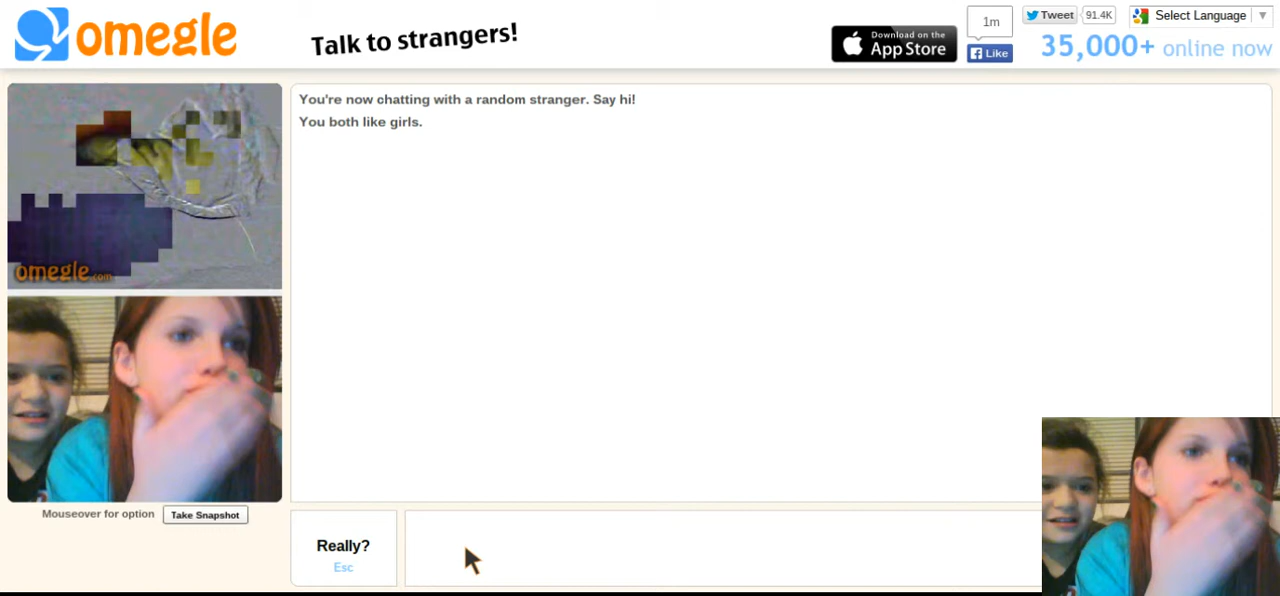 omegle
Talk to strangers!
Download on the
App Store
1m
Like
Tweet
91.4K
Select Language ▼
35,000+ online now
You're now chatting with a random stranger. Say hi!
You both like girls.
omegle.com
Mouseover for option
Take Snapshot
Really?
Esc